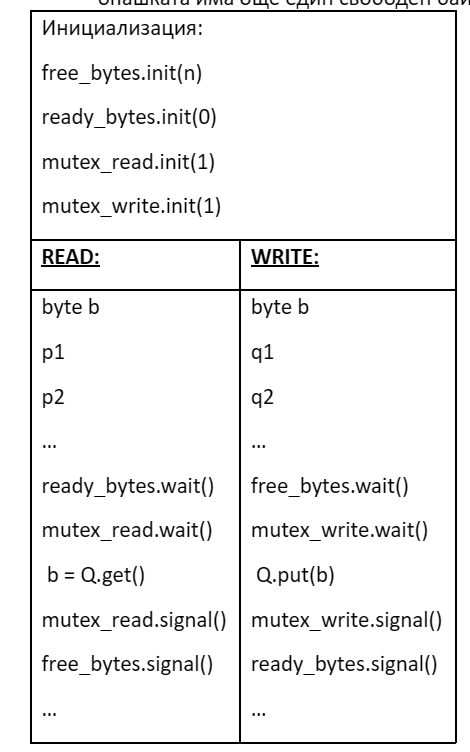 опашката има още един свободен бай
Инициализация:
free_bytes.init(n)
ready_bytes.init(0)
mutex_read.init(1)
mutex_write.init(1)
READ:
WRITE:
byte b
p1
p2
...
ready_bytes.wait()
mutex_read.wait()
b = Q.get()
mutex_read.signal()
free_bytes.signal()
...
byte b
q1
q2
...
free_bytes.wait()
mutex_write.wait()
Q.put(b)
mutex_write.signal()
ready_bytes.signal()
...